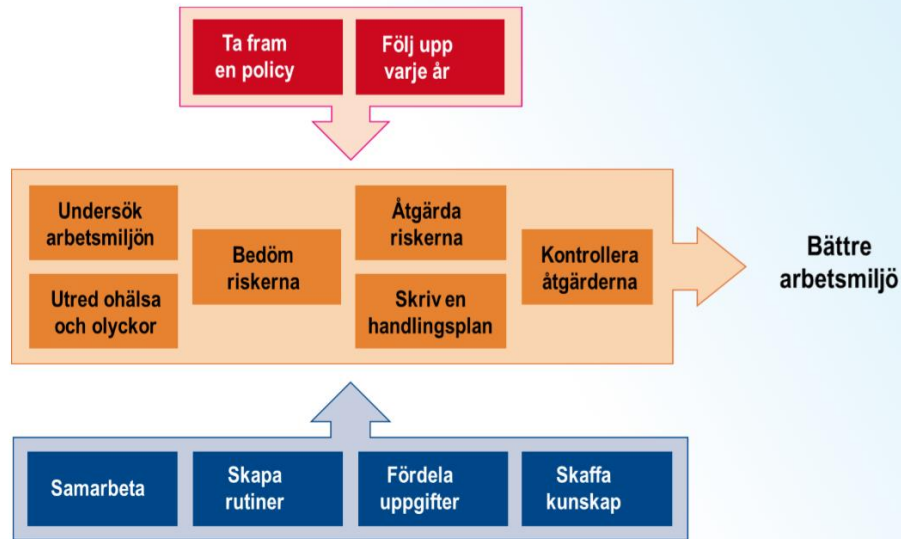 Ta fram
en policy
Följ upp
varje år
Undersök
arbetsmiljön
Utred ohälsa
och olyckor
Bedöm
riskerna
Åtgärda
riskerna
Skriv en
handlingsplan
Kontrollera
åtgärderna
Bättre
arbetsmiljö
Samarbeta
Skapa
rutiner
Fördela
uppgifter
Skaffa
kunskap